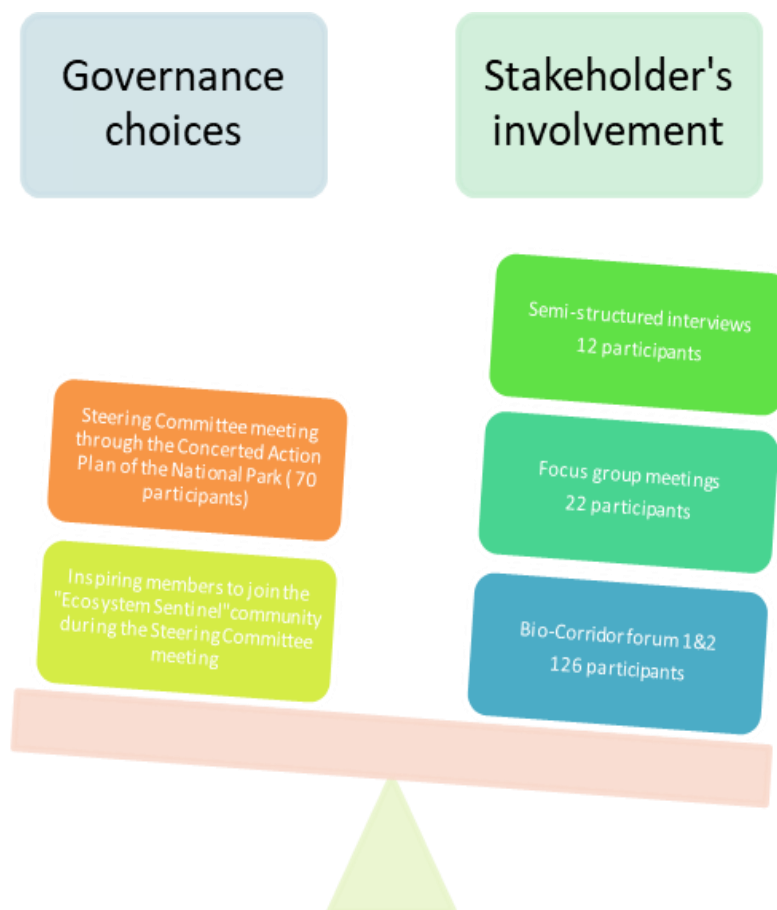 Governance
choices
Stakeholder's
involvement
Semi-structured interviews
12 participants
Steering Committee meeting
through the Concerted Action
Plan of the National Park ( 70
participants)
Focus group meetings
22 participants
Inspiring members to join the
"Ecosystem Sentinel"community
during the Steering Committee
meeting
Bio-Corridor forum 1&2
126 participants